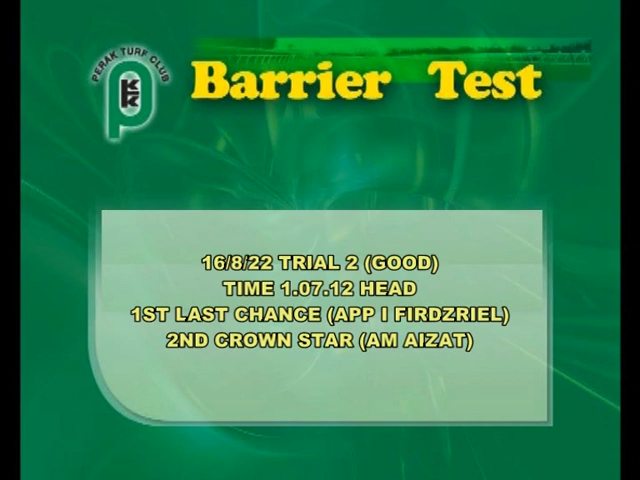 PERAK TURF CLUB
KRK
Barrier Test
16/8/22 TRIAL 2 (GOOD)
TIME 1.07.12 HEAD
1ST LAST CHANCE (APP I FIRDZRIEL)
2ND CROWN STAR (AM AIZAT)